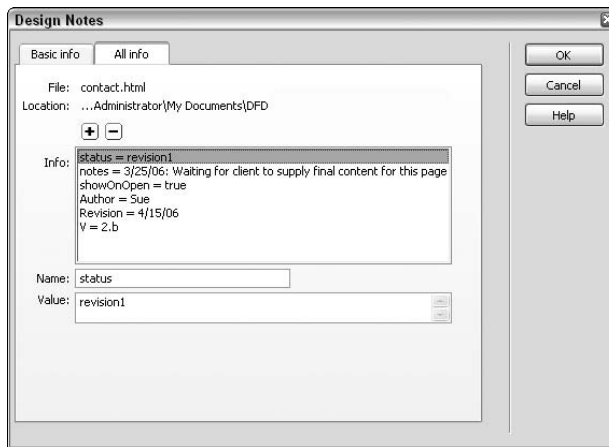 Design Notes
Basic info
All info
File: contact.html
Location: ...Administrator\My Documents\DFD
Info:
status = revision1
notes = 3/25/06: Waiting for client to supply final content for this page
showOnOpen = true
Author = Sue
Revision = 4/15/06
V = 2.b
Name: status
Value: revision1
OK
Cancel
Help